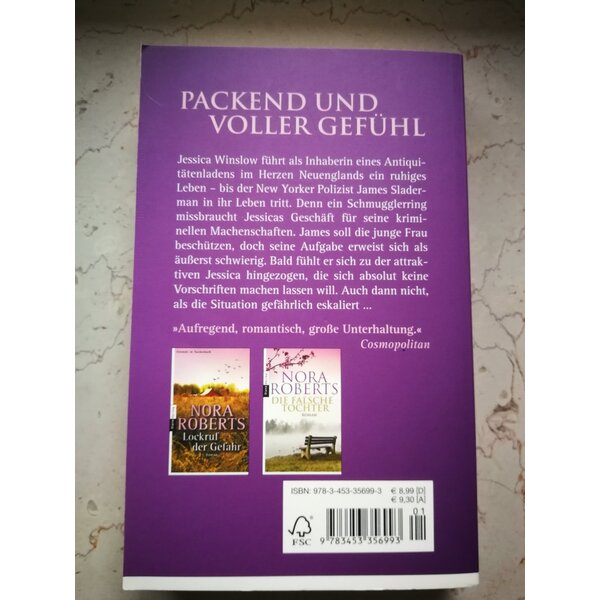 PACKEND UND
VOLLER GEFÜHL
Jessica Winslow führt als Inhaberin eines Antiqui-
tätenladens im Herzen Neuenglands ein ruhiges
Leben – bis der New Yorker Polizist James Slader-
man in ihr Leben tritt. Denn ein Schmugglerring
missbraucht Jessicas Geschäft für seine krimi-
nellen Machenschaften. James soll die junge Frau
beschützen, doch seine Aufgabe erweist sich als
äußerst schwierig. Bald fühlt er sich zu der attrak-
tiven Jessica hingezogen, die sich absolut keine
Vorschriften machen lassen will. Auch dann nicht,
als die Situation gefährlich eskaliert ...
»Aufregend, romantisch, große Unterhaltung.«
Cosmopolitan
NORA
ROBERTS
Lockruf
der Gefahr
Roman
NORA
ROBERTS
DIE FALSCHE
TOCHTER
ROMAN
ISBN: 978-3-453-35699-3
€ 8,99 [D]
€ 9,30 [A]
01
FSC
9 783453 356993